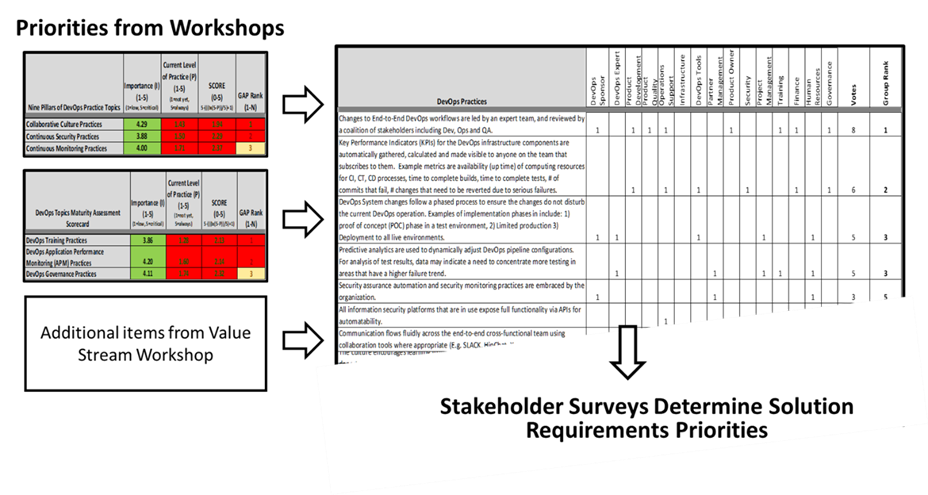 Priorities from Workshops
Nine Pillars of DevOps Practice Topics
Importance (I)
(1-5)
(1=low, 5=critical)
Current Level
of Practice (P)
(1-5)
SCORE
(0-5)
GAP Rank
(1-N)
Collaborative Culture Practices 4.29
Continuous Security Practices 3.88
Continuous Monitoring Practices 4.00 3
DevOps Topics Maturity Assessment
Scorecard
Importance (I)
(1-5)
(1=low, 5=critical)
Current Level
of Practice (P)
(1-5)
SCORE
(0-5)
GAP Rank
(1-N)
DevOps Training Practices 3.86
DevOps Application Performance
Monitoring (APM) Practices 4.20
DevOps Governance Practices 4.11 3
Additional items from Value
Stream Workshop
DevOps Practices
DevOps
Sponsor
DevOps Expert
Product
Development
Product
Quality
Operations
Support
Infrastructure
DevOps Tools
Partner
Management
Product Owner
Security
Project
Management
Training
Finance
Human
Resources
Governance
Votes
Group Rank
Changes to End-to-End DevOps workflows are led by an expert team, and reviewed by
a coalition of stakeholders including Dev, Ops and QA. 1 1 1 1 1 1 1 1 8 1
Key Performance Indicators (KPIs) for the DevOps infrastructure components are
automatically gathered, calculated and made visible to anyone on the team that
subscribes to them. Example metrics are availability (up time) of computing resources
for CI, CT, CD processes, time to complete builds, time to complete tests, # of
commits that fail, # changes that need to be reverted due to serious failures. 1 1 1 1 1 1 6 2
DevOps System changes follow a phased process to ensure the changes do not disturb
the current DevOps operation. Examples of implementation phases in include: 1)
proof of concept (POC) phase in a test environment, 2) Limited production 3)
Deployment to all live environments. 1 1 1 1 1 5 3
Predictive analytics are used to dynamically adjust DevOps pipeline configurations.
For analysis of test results, data may indicate a need to concentrate more testing in
areas that have a higher failure trend. 1 1 1 1 1 5 3
Security assurance automation and security monitoring practices are embraced by the
organization. 1 1 1 3 5
All information security platforms that are in use expose full functionality via APIs for
automatability. 1
Communication flows fluidly across the end-to-end cross-functional team using
collaboration tools where appropriate (E.g. SLACK,
Stakeholder Surveys Determine Solution
Requirements Priorities